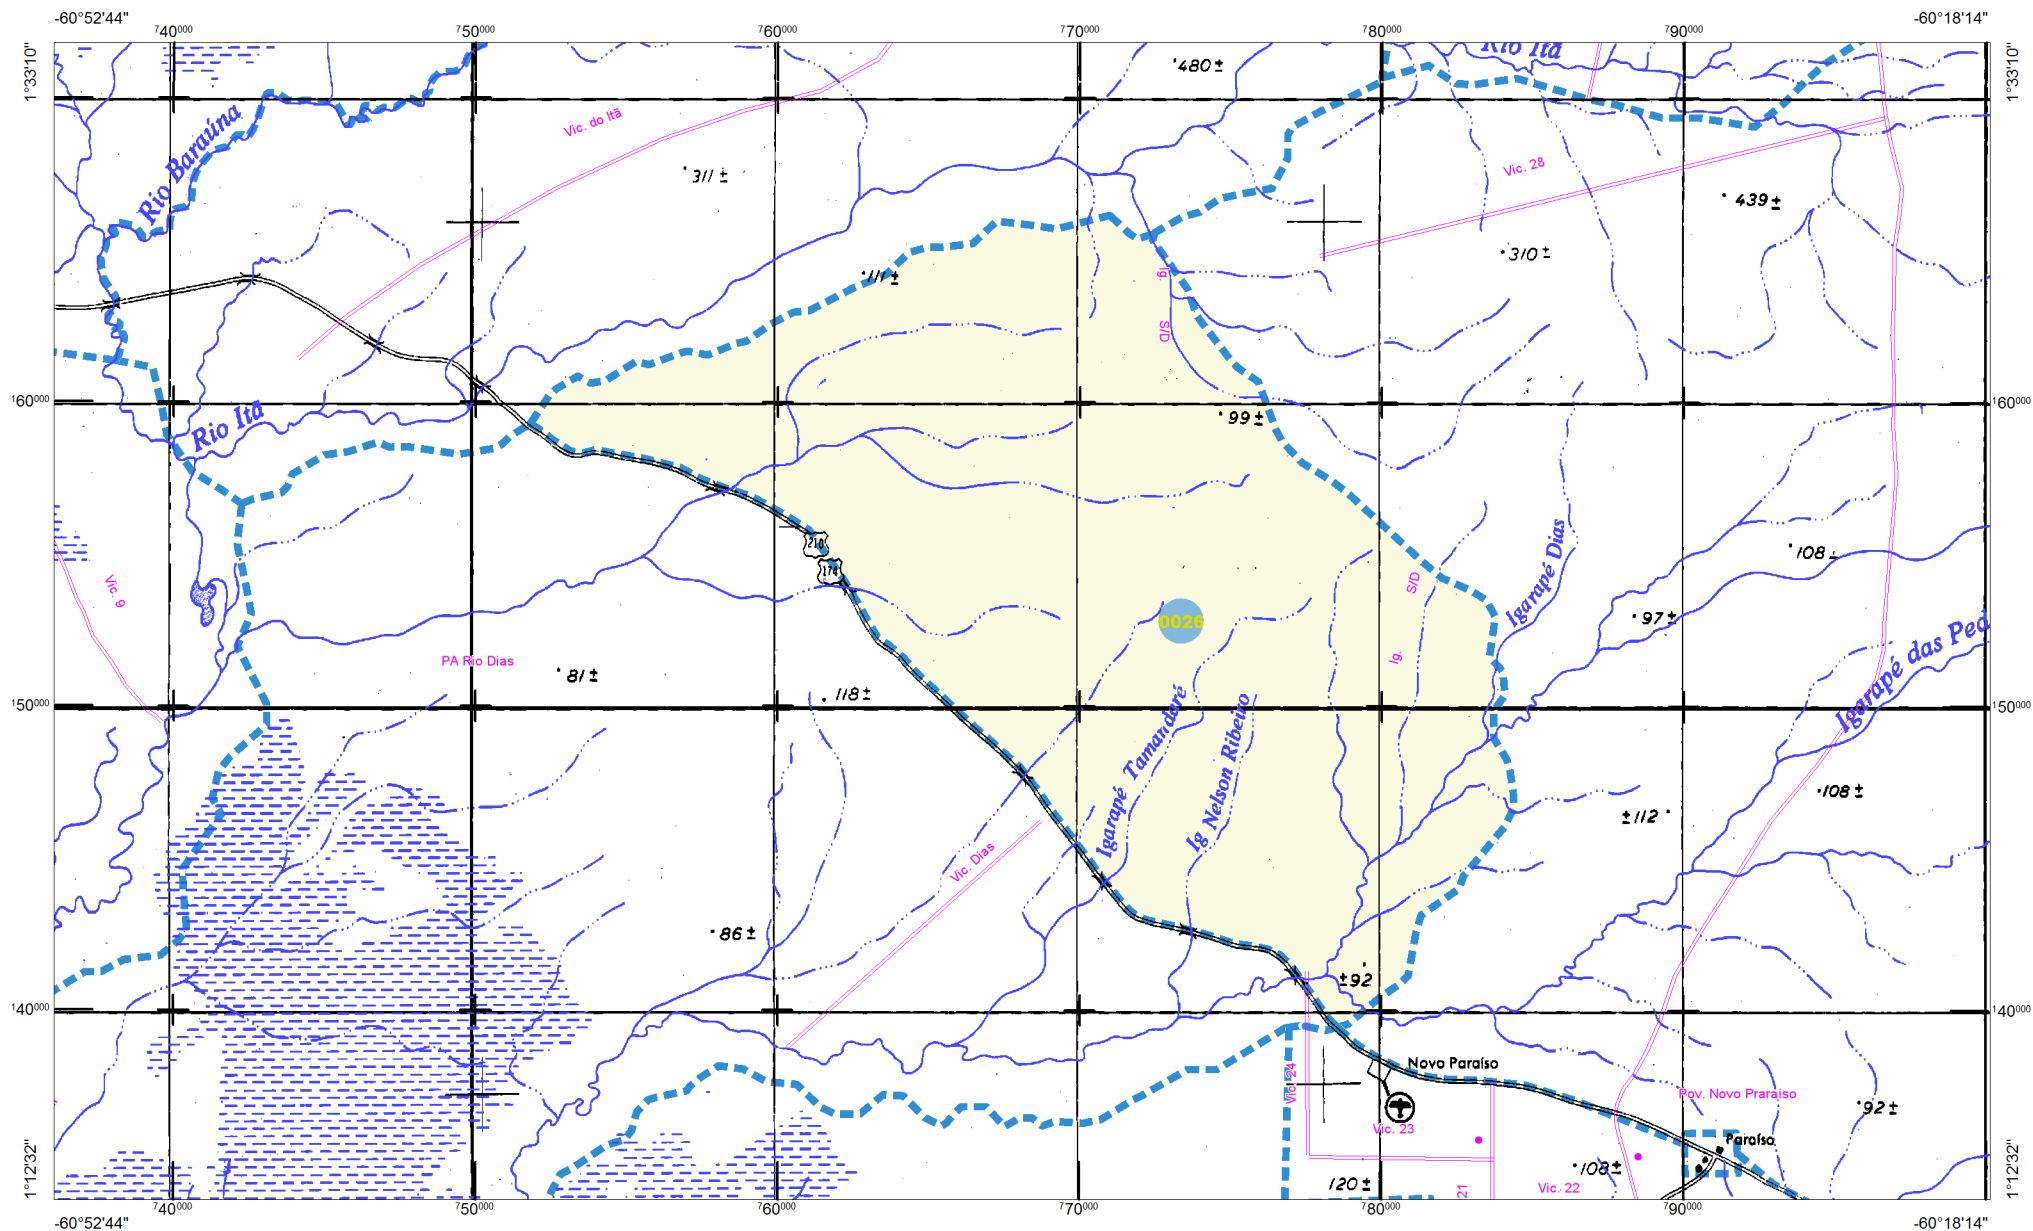 -60°52'44"
-60°18'14"
740000
750000
760000
770000
780000
790000
1°33'10"
1°33'10"
Rio Itã
480±
Rio Baraúna
Vic. do Itã
311±
Vic. 28
439±
310±
111±
Ig.
S/D
160000
160000
Rio Itã
99±
210
174
Vic. 9
Igarapé Dias
108±
S/D
0026
97±
Igarapé das Ped
PA Rio Dias
81±
118±
Ig.
150000
150000
Igarapé Tamandaré
Ig Nelson Ribeiro
108±
±112
Vic. Dias
86±
±92
140000
140000
Novo Paraíso
Vic. 24
Pov. Novo Praraíso
92±
Vic. 23
Paraíso
108±
120±
21
Vic. 22
1°12'32"
1°12'32"
740000
750000
760000
770000
780000
790000
-60°52'44"
-60°18'14"